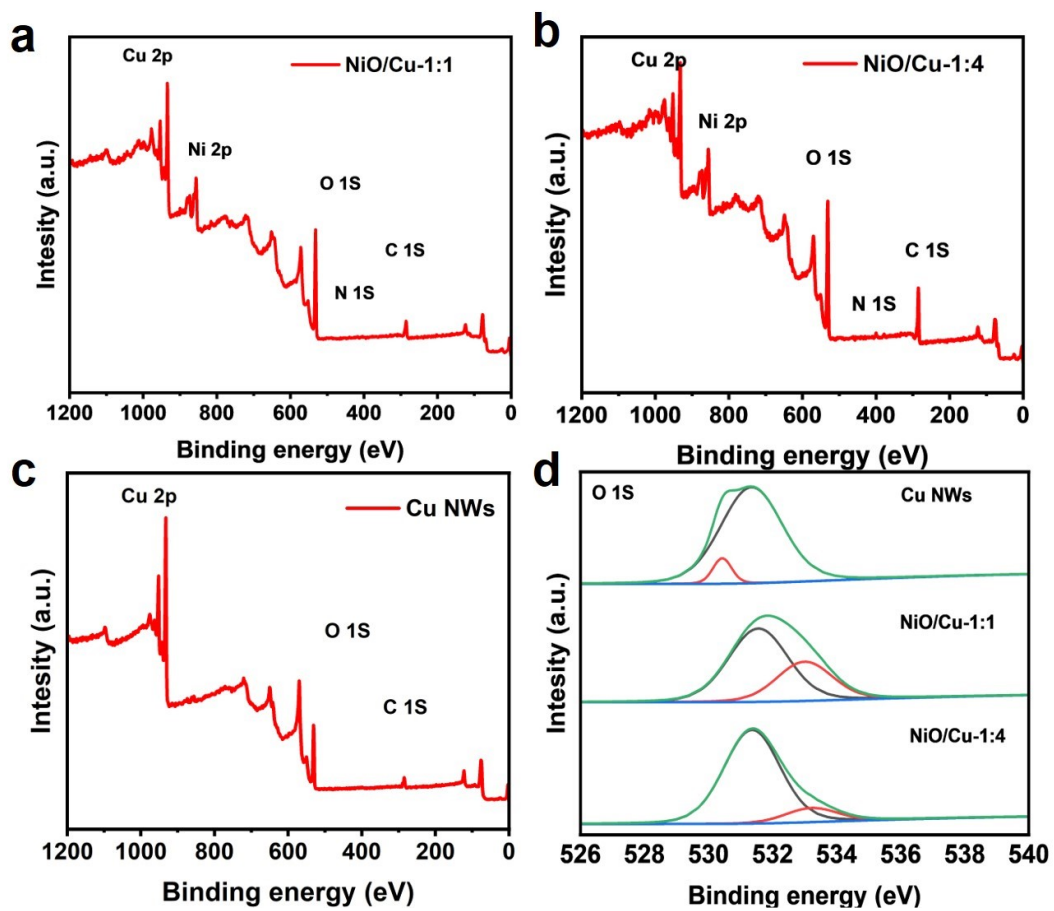 a
Cu 2p
NiO/Cu-1:1
Ni 2p
O 1S
C 1S
N 1S
Intesity (a.u.)
1200 1000 800 600 400 200 0
Binding energy (eV)
b
Cu 2p
NiO/Cu-1:4
Ni 2p
O 1S
C 1S
N 1S
Intesity (a.u.)
1200 1000 800 600 400 200 0
Binding energy (eV)
c
Cu 2p
Cu NWs
O 1S
C 1S
Intesity (a.u.)
1200 1000 800 600 400 200 0
Binding energy (eV)
d
O 1S
Cu NWs
NiO/Cu-1:1
NiO/Cu-1:4
Intesity (a.u.)
526 528 530 532 534 536 538 540
Binding energy (eV)